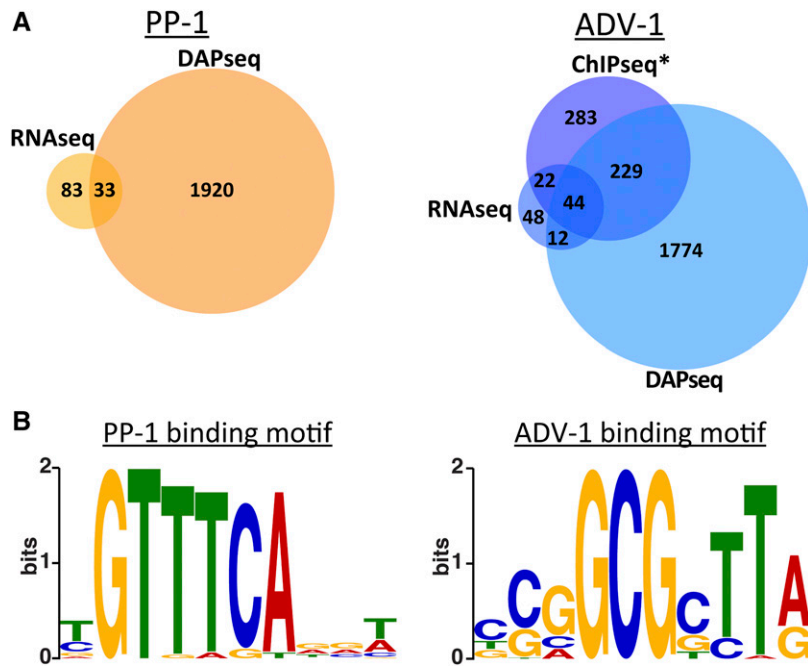 A
PP-1
DAPseq
RNAseq
83
33
1920
ADV-1
ChIPseq*
283
22
229
RNAseq
44
48
12
1774
DAPseq
B
PP-1 binding motif
2
1
0
bits
ADV-1 binding motif
2
1
0
bits